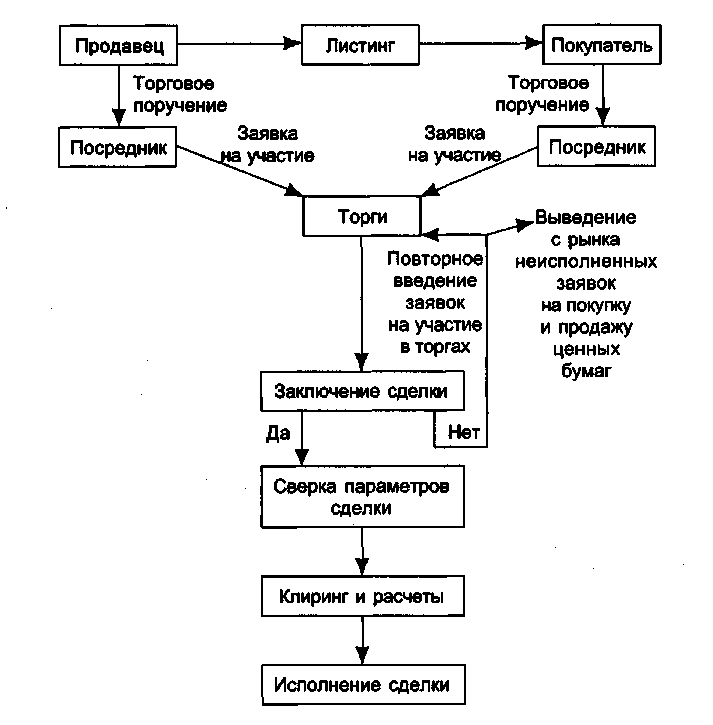 Продавец
Листинг
Покупатель
Торговое
поручение
Торговое
поручение
Посредник
Заявка
на участие
Заявка
на участие
Посредник
Торги
Выведение
с рынка
неисполненных
заявок
на покупку
и продажу
ценных
бумаг
Повторное
введение
заявок
на участие
в торгах
Заключение сделки
Да
Нет
Сверка параметров
сделки
Клиринг и расчеты
Исполнение сделки